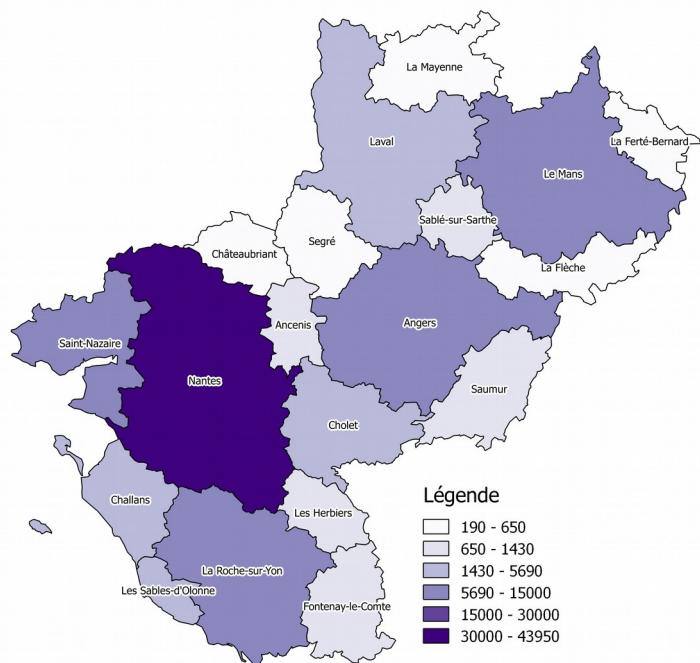 La Mayenne
La Ferté-Bernard
Laval
Le Mans
Sablé-sur-Sarthe
Segré
Châteaubriant
La Flèche
Ancenis
Angers
Saint-Nazaire
Nantes
Saumur
Cholet
Challans
Les Herbiers
La Roche-sur-Yon
Les Sables-d'Olonne
Fontenay-le-Comte
Légende
190 - 650
650 - 1430
1430 - 5690
5690 - 15000
15000 - 30000
30000 - 43950